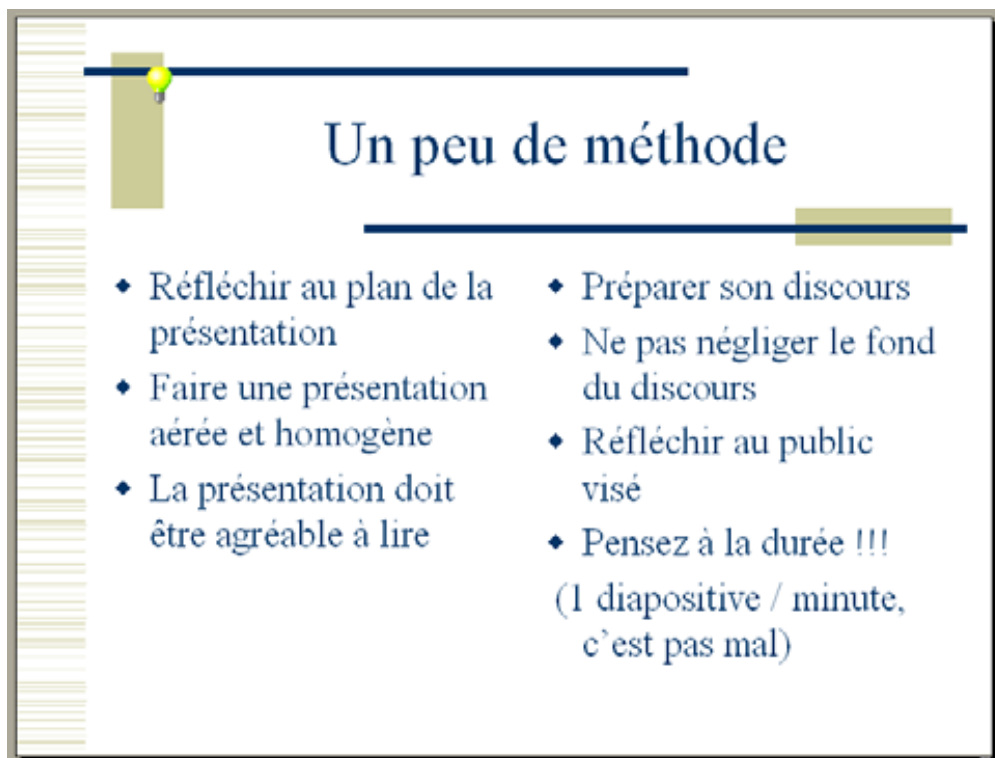 Un peu de méthode
Réfléchir au plan de la
présentation
Faire une présentation
aérée et homogène
La présentation doit
être agréable à lire
Préparer son discours
Ne pas négliger le fond
du discours
Réfléchir au public
visé
Pensez à la durée !!!
(1 diapositive / minute,
c’est pas mal)